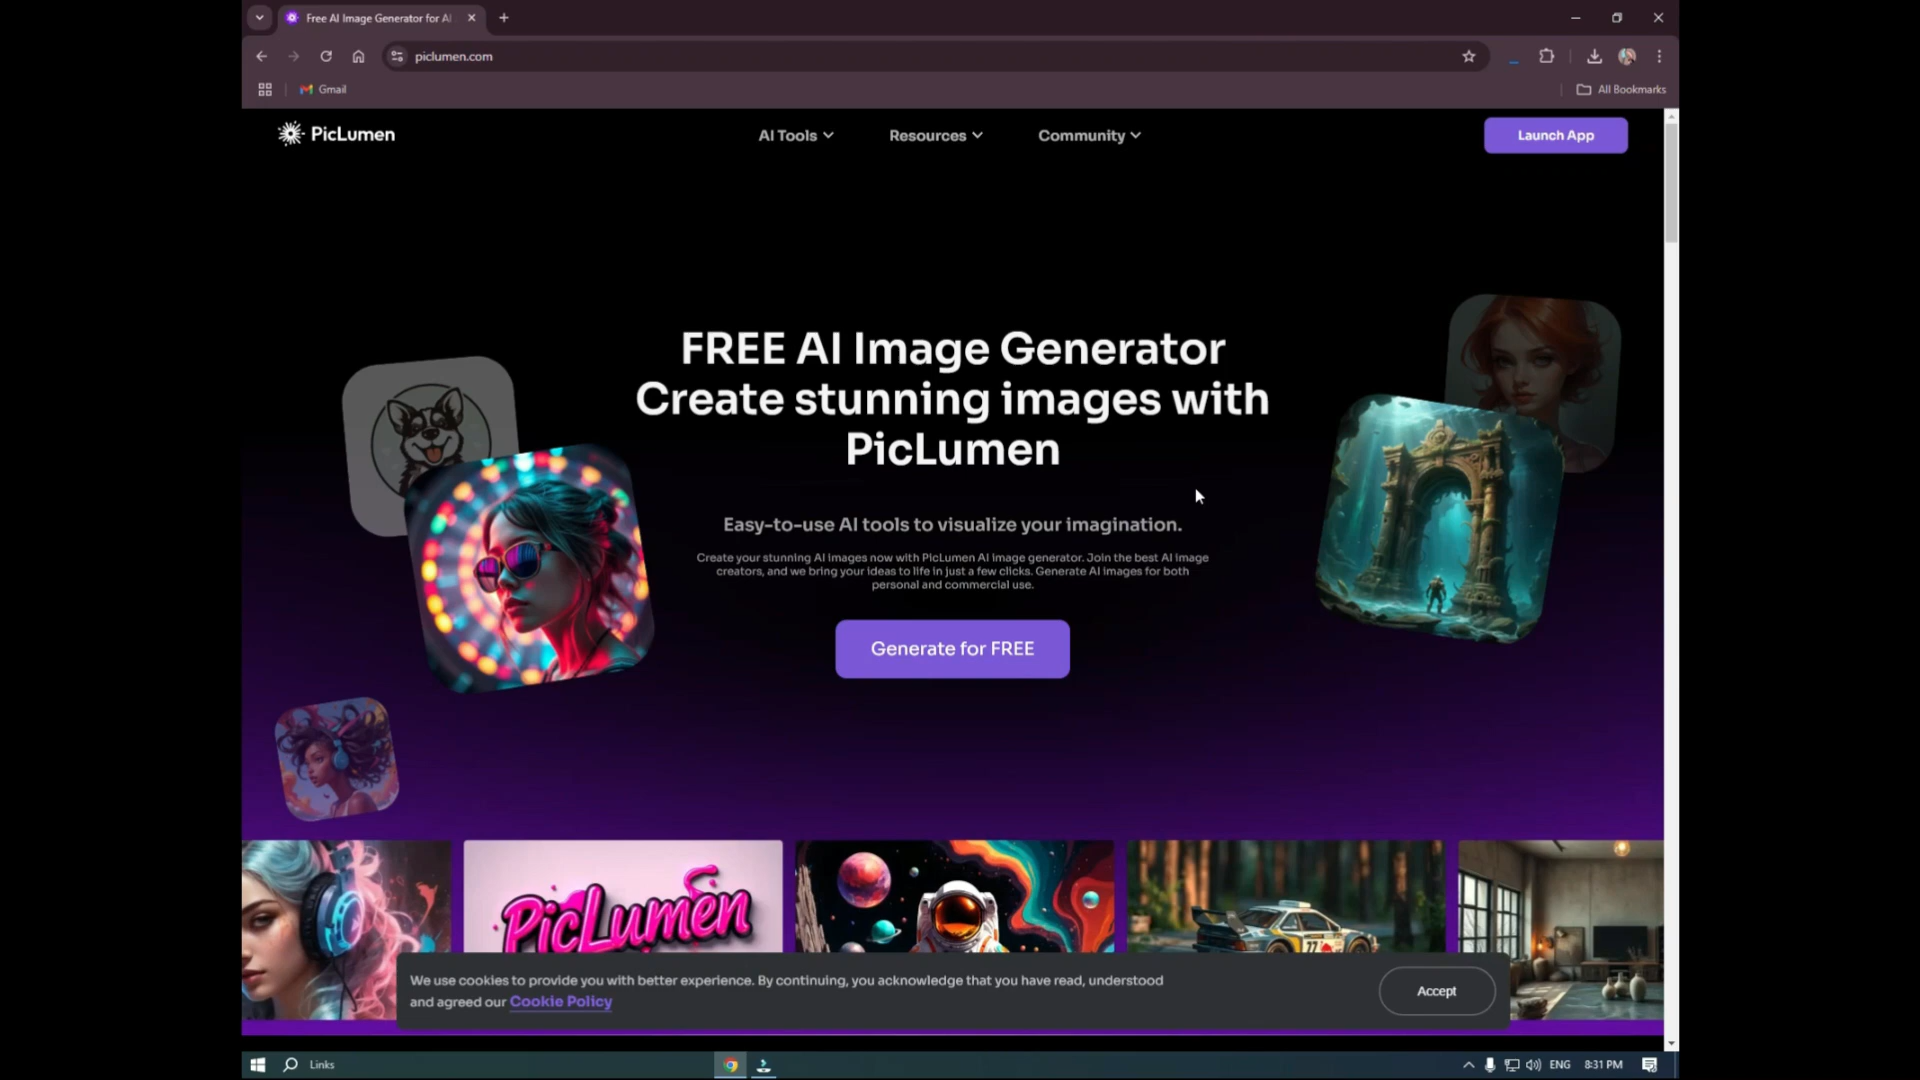 Free AI Image Generator for AI
piclumen.com
Gmail
All Bookmarks
PicLumen
AI Tools
Resources
Community
Launch App
FREE AI Image Generator
Create stunning images with
PicLumen
Easy-to-use AI tools to visualize your imagination.
Create your stunning AI images now with PicLumen AI image generator. Join the best AI image
creators, and we bring your ideas to life in just a few clicks. Generate AI images for both
personal and commercial use.
Generate for FREE
PicLumen
77
We use cookies to provide you with better experience. By continuing, you acknowledge that you have read, understood
and agreed our Cookie Policy
Accept
Links
ENG
8:31 PM